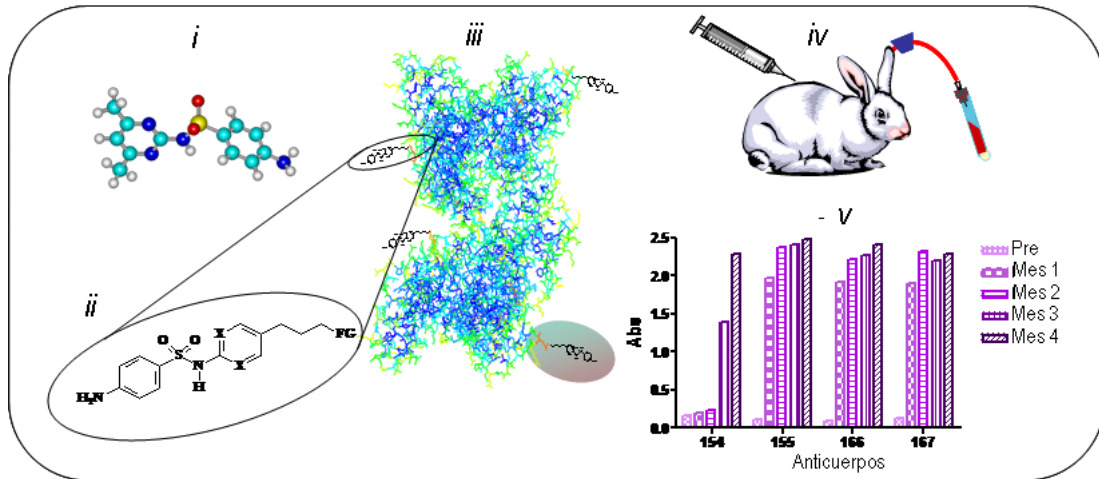 i
iii
iv
ii
O O
S
N
H
H₂N
X
X
FG
- v
2.5
2.0
1.5
1.0
0.5
0.0
Abs
154 155 166 167
Anticuerpos
Pre
Mes 1
Mes 2
Mes 3
Mes 4